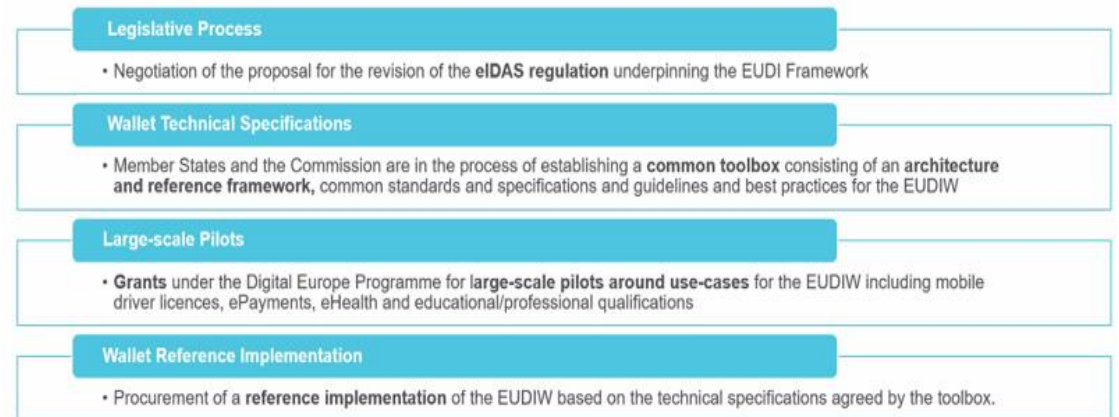 Legislative Process
• Negotiation of the proposal for the revision of the eIDAS regulation underpinning the EUDI Framework
Wallet Technical Specifications
• Member States and the Commission are in the process of establishing a common toolbox consisting of an architecture
and reference framework, common standards and specifications and guidelines and best practices for the EUDIW
Large-scale Pilots
• Grants under the Digital Europe Programme for large-scale pilots around use-cases for the EUDIW including mobile
driver licences, ePayments, eHealth and educational/professional qualifications
Wallet Reference Implementation
• Procurement of a reference implementation of the EUDIW based on the technical specifications agreed by the toolbox.